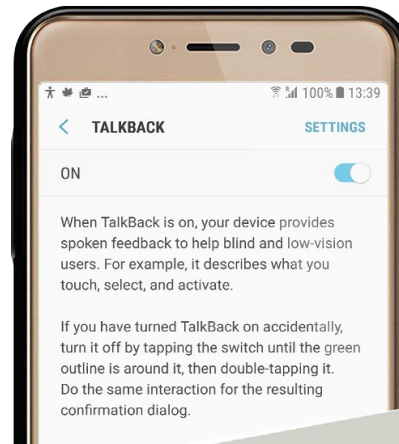 ... 100% 13:39
TALKBACK SETTINGS
ON
When TalkBack is on, your device provides
spoken feedback to help blind and low-vision
users. For example, it describes what you
touch, select, and activate.
If you have turned TalkBack on accidentally,
turn it off by tapping the switch until the green
outline is around it, then double-tapping it.
Do the same interaction for the resulting
confirmation dialog.